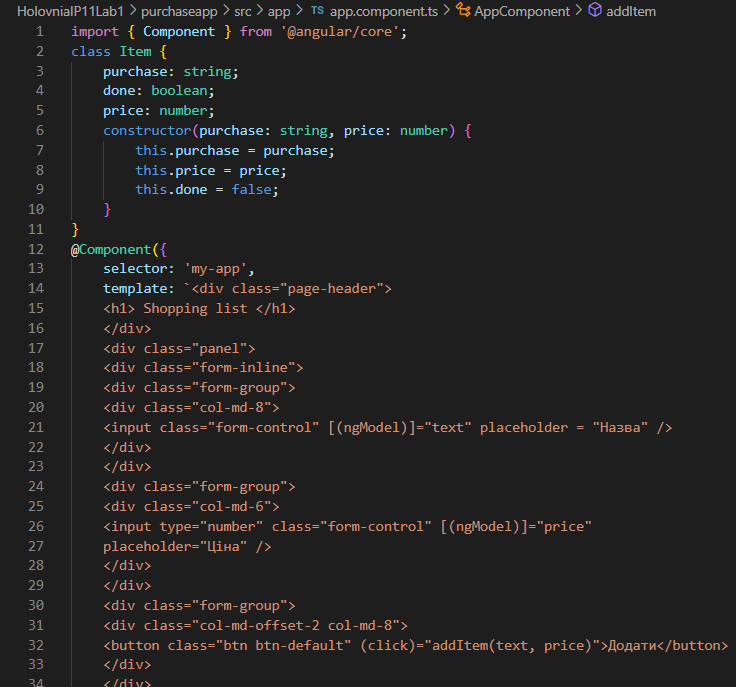 HolovniaIP11Lab1 > purchaseapp > src > app > TS app.component.ts > AppComponent > addItem
1 import { Component } from '@angular/core';
2 class Item {
3 purchase: string;
4 done: boolean;
5 price: number;
6 constructor(purchase: string, price: number) {
7 this.purchase = purchase;
8 this.price = price;
9 this.done = false;
10 }
11 }
12 @Component({
13 selector: 'my-app',
14 template: `<div class="page-header">
15 <h1> Shopping list </h1>
16 </div>
17 <div class="panel">
18 <div class="form-inline">
19 <div class="form-group">
20 <div class="col-md-8">
21 <input class="form-control" [(ngModel)]="text" placeholder = "Назва" />
22 </div>
23 </div>
24 <div class="form-group">
25 <div class="col-md-6">
26 <input type="number" class="form-control" [(ngModel)]="price"
27 placeholder="Ціна" />
28 </div>
29 </div>
30 <div class="form-group">
31 <div class="col-md-offset-2 col-md-8">
32 <button class="btn btn-default" (click)="addItem(text, price)">Додати</button>
33 </div>
34 </div>